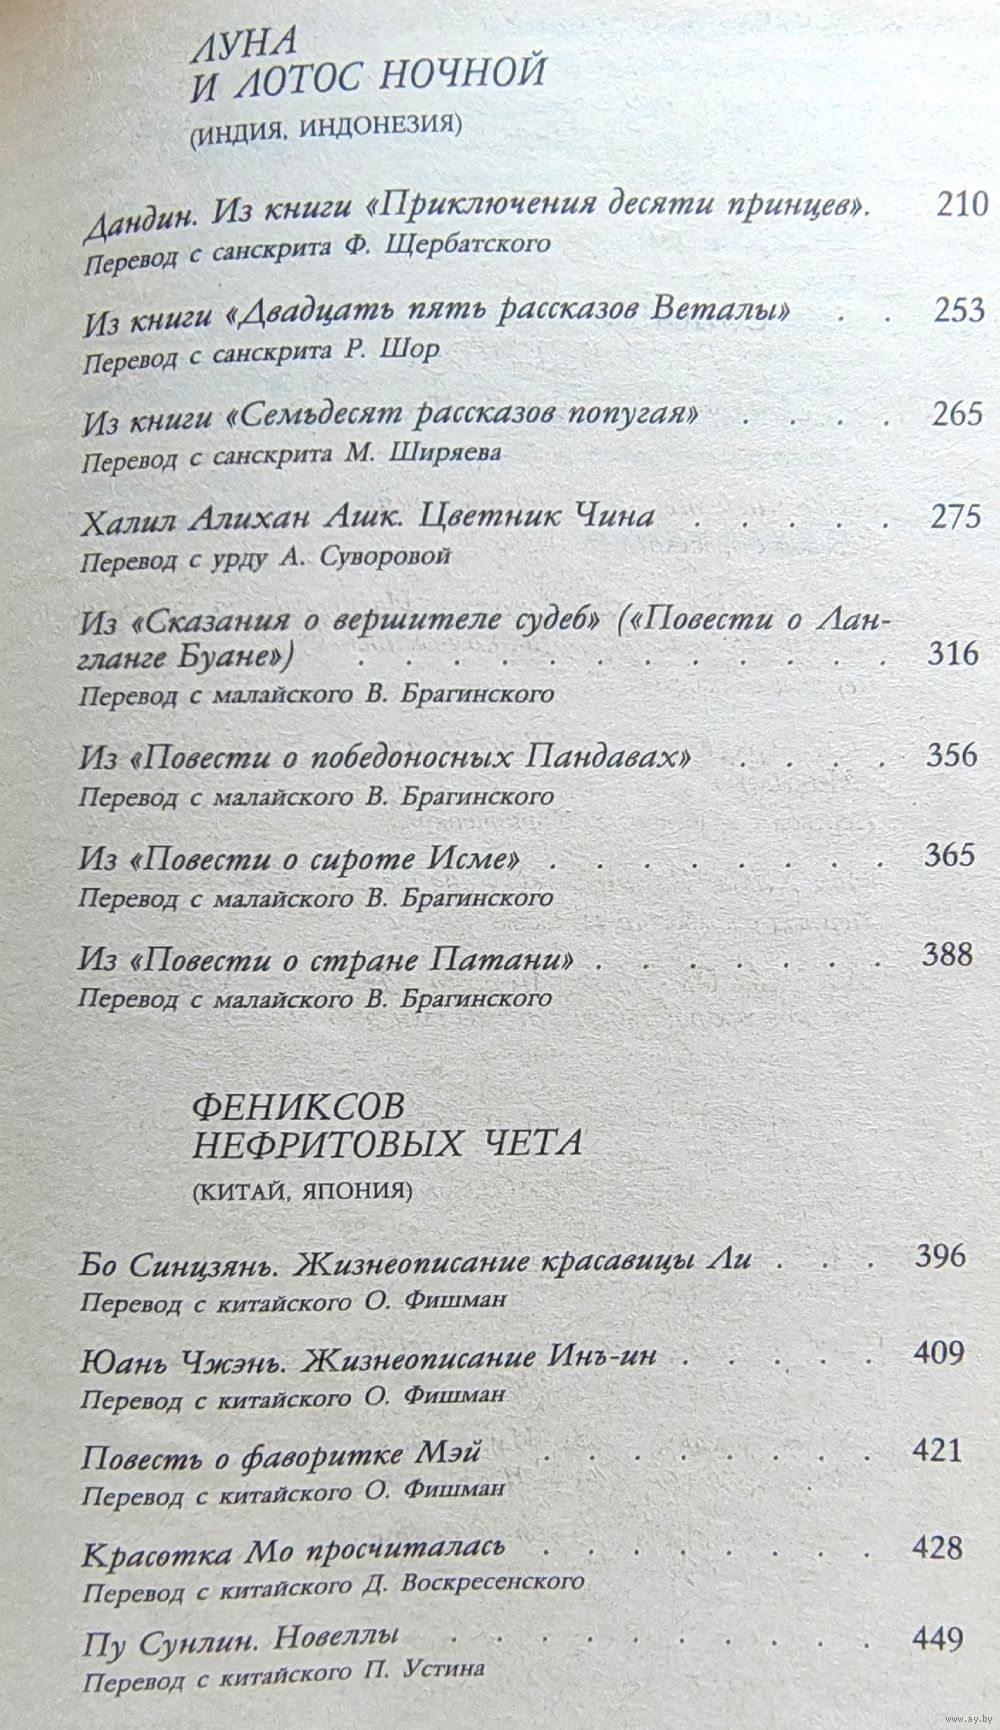 ЛУНА
И ЛОТОС НОЧНОЙ
(ИНДИЯ, ИНДОНЕЗИЯ)
Дандин. Из книги «Приключения десяти принцев». 210
Перевод с санскрита Ф. Щербатского
Из книги «Двадцать пять рассказов Веталы» . . 253
Перевод с санскрита Р. Шор
Из книги «Семьдесят рассказов попугая» . . . . 265
Перевод с санскрита М. Ширяева
Халил Алихан Ашк. Цветник Чина . . . . . 275
Перевод с урду А. Суворовой
Из «Сказания о вершителе судеб» («Повести о Лан-
гланге Буане») . . . . . . . . . . . . 316
Перевод с малайского В. Брагинского
Из «Повести о победоносных Пандавах» . . . . 356
Перевод с малайского В. Брагинского
Из «Повести о сироте Исме» . . . . . . . . 365
Перевод с малайского В. Брагинского
Из «Повести о стране Патани» . . . . . . . 388
Перевод с малайского В. Брагинского
ФЕНИКСОВ
НЕФРИТОВЫХ ЧЕТА
(КИТАЙ, ЯПОНИЯ)
Бо Синцзянь. Жизнеописание красавицы Ли . . . 396
Перевод с китайского О. Фишман
Юань Чжэнь. Жизнеописание Инъ-ин . . . . . 409
Перевод с китайского О. Фишман
Повесть о фаворитке Мэй . . . . . . . . 421
Перевод с китайского О. Фишман
Красотка Мо просчиталась . . . . . . . . 428
Перевод с китайского Д. Воскресенского
Пу Сунлин. Новеллы . . . . . . . . . . 449
Перевод с китайского П. Устина
www.ay.by